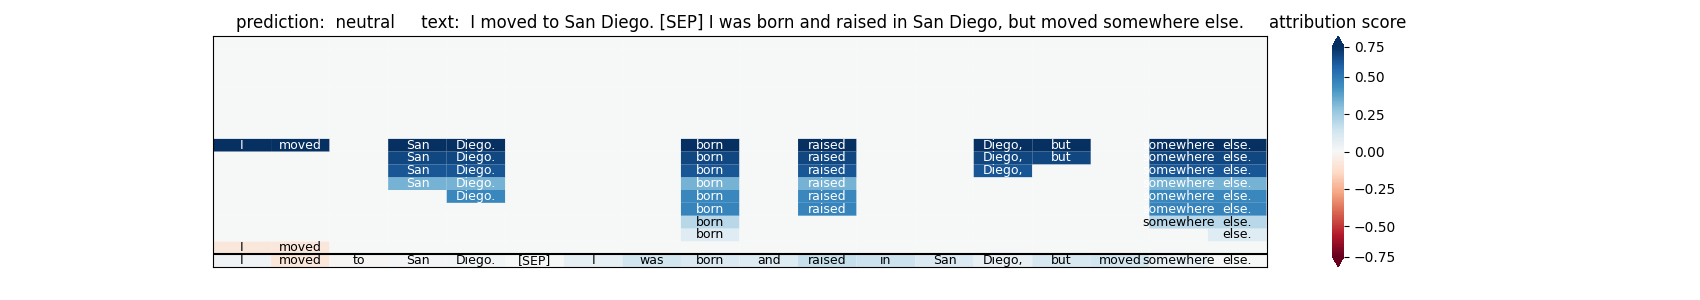 prediction: neutral text: I moved to San Diego. [SEP] I was born and raised in San Diego, but moved somewhere else. attribution score
I moved San Diego. born raised Diego, but omewhere else. 0.75
San Diego. born raised Diego, but omewhere else.
San Diego. born raised Diego, omewhere else. 0.50
San Diego. born raised omewhere else.
Diego. born raised omewhere else. 0.25
born raised omewhere else.
born somewhere else. 0.00
born else.
I moved −0.25
I moved to San Diego. [SEP] I was born and raised in San Diego, but moved somewhere else. −0.50
−0.75